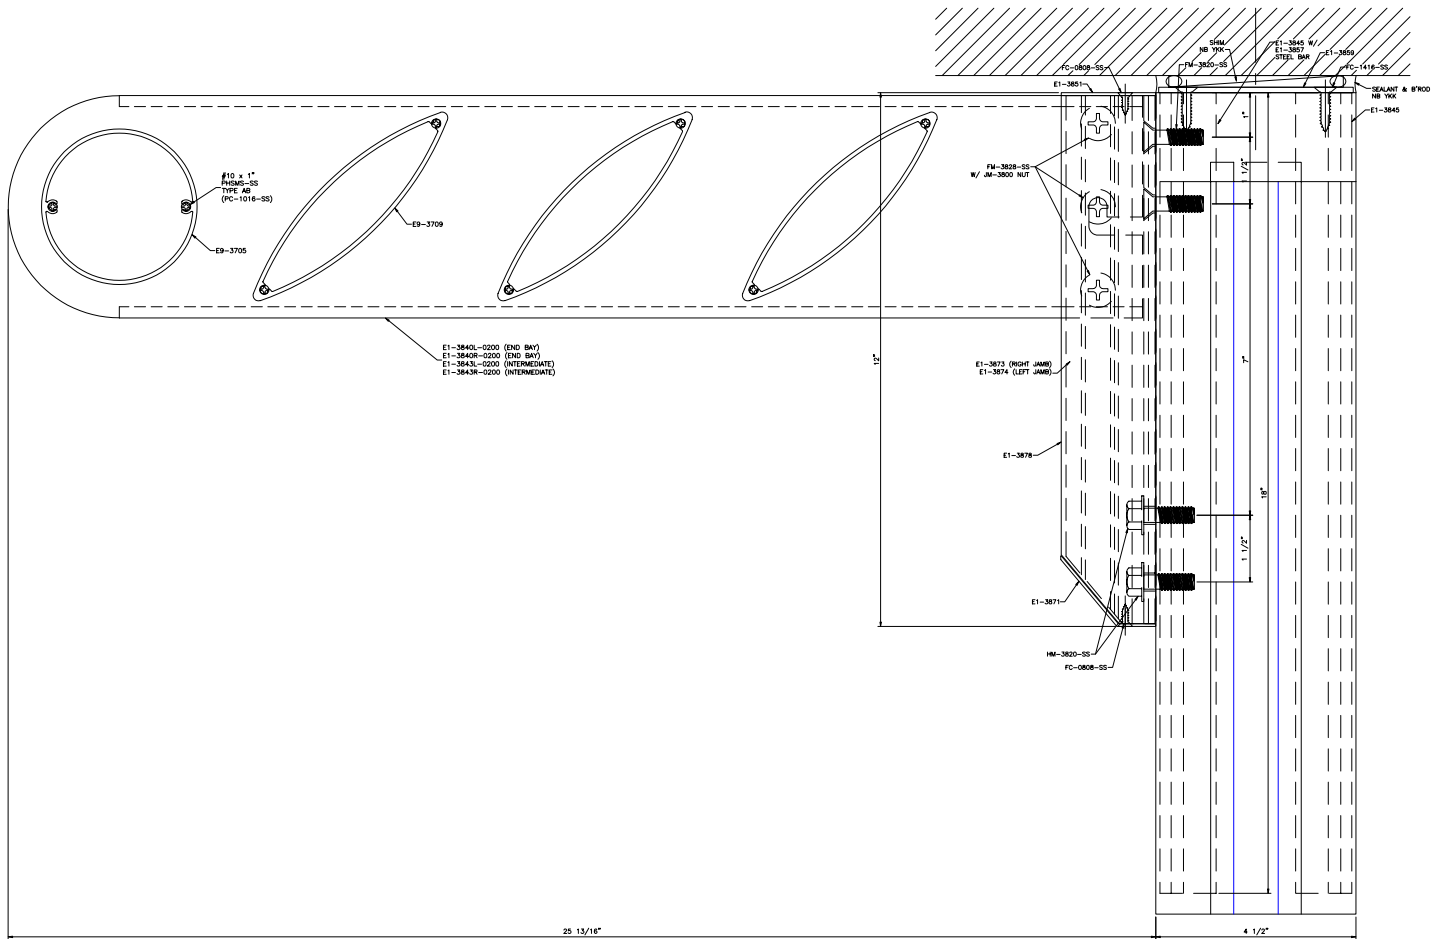 SHIM
NB YKK
E1-3845 W/
E1-3857
STEEL BAR
E1-3859
FM-3820-SS
FC-0808-SS
FC-1416-SS
E1-3851
SEALANT & B'ROD
NB YKK
E1-3845
1"
#10 x 1"
PHSMS-SS
TYPE AB
(PC-1016-SS)
FM-3828-SS
W/ JM-3800 NUT
1 1/2"
E9-3709
E9-3705
E1-3840L-0200 (END BAY)
E1-3840R-0200 (END BAY)
E1-3843L-0200 (INTERMEDIATE)
E1-3843R-0200 (INTERMEDIATE)
12"
E1-3873 (RIGHT JAMB)
E1-3874 (LEFT JAMB)
7"
E1-3878
18"
1 1/2"
E1-3871
HM-3820-SS
FC-0808-SS
25 13/16"
4 1/2"